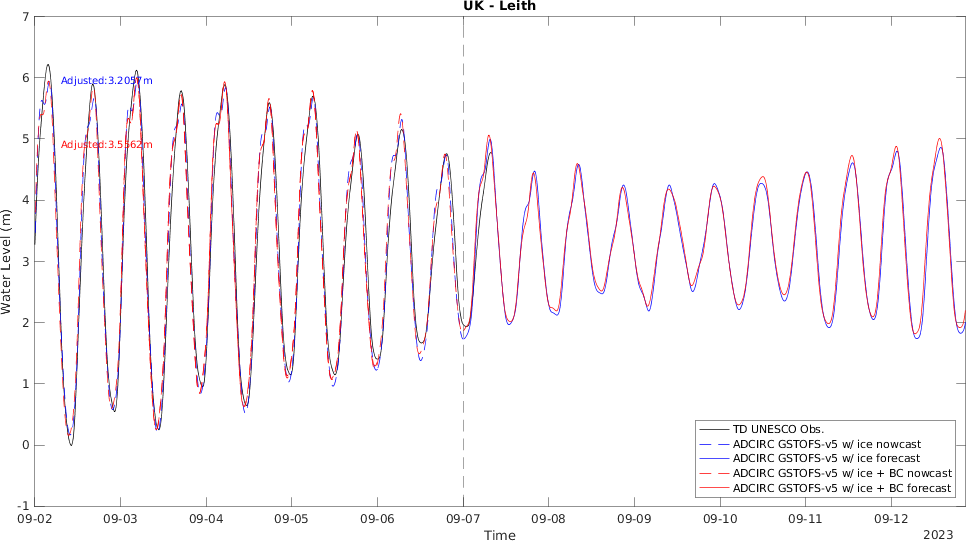 UK - Leith
7
6
5
4
3
2
1
0
-1
Water Level (m)
Adjusted:3.2057m
Adjusted:3.5562m
TD UNESCO Obs.
ADCIRC GSTOFS-v5 w/ ice nowcast
ADCIRC GSTOFS-v5 w/ ice forecast
ADCIRC GSTOFS-v5 w/ ice + BC nowcast
ADCIRC GSTOFS-v5 w/ ice + BC forecast
09-02 09-03 09-04 09-05 09-06 09-07 09-08 09-09 09-10 09-11 09-12
Time
2023